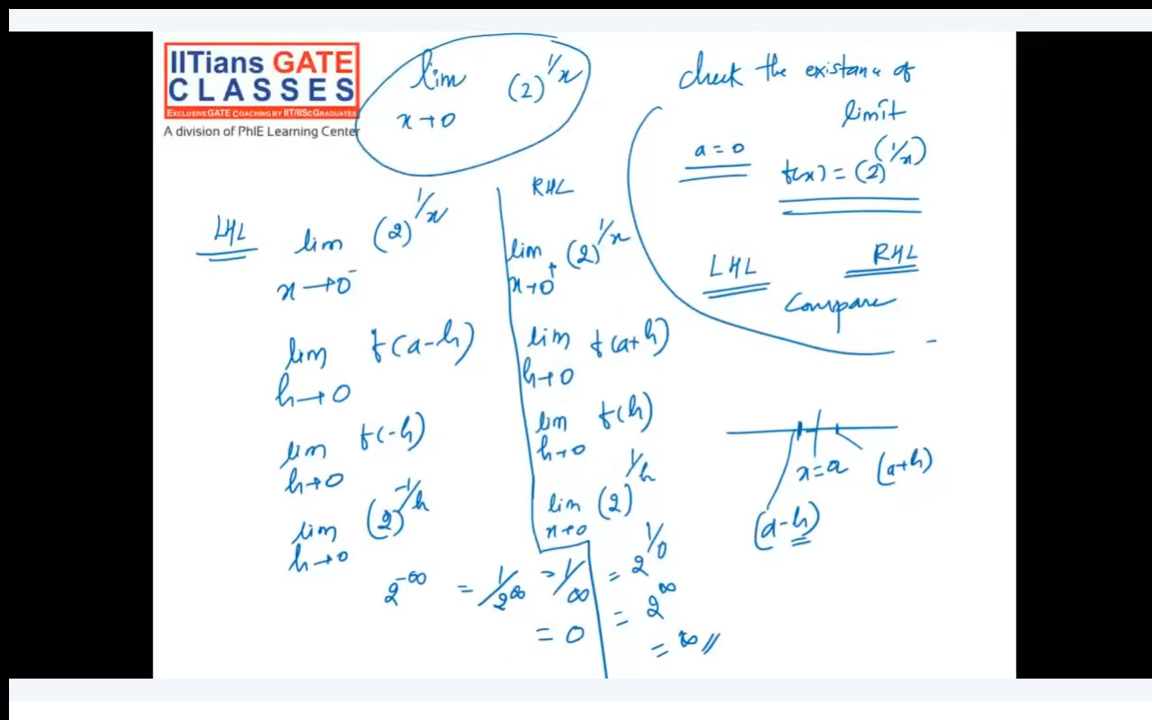 IITians GATE
CLASSES
EXCLUSIVE GATE COACHING BY IIT/IISC GRADUATES
A division of PhIE Learning Center
lim (2)^1/x
x→0
check the existance of
limit
a = 0
f(x) = (2)^(1/x)
LHL RHL
Compare
LHL
lim (2)^1/x
x→0⁻
lim f(a-h)
h→0
lim f(-h)
h→0
lim (2)^-1/h
h→0
2^-∞ = 1/2^∞ = 1/∞
= 0
RHL
lim (2)^1/x
x→0⁺
lim f(a+h)
h→0
lim f(h)
h→0
lim (2)^1/h
x→0
= 2^1/0
= 2^∞
= ∞
x=a (a+h)
(a-h)